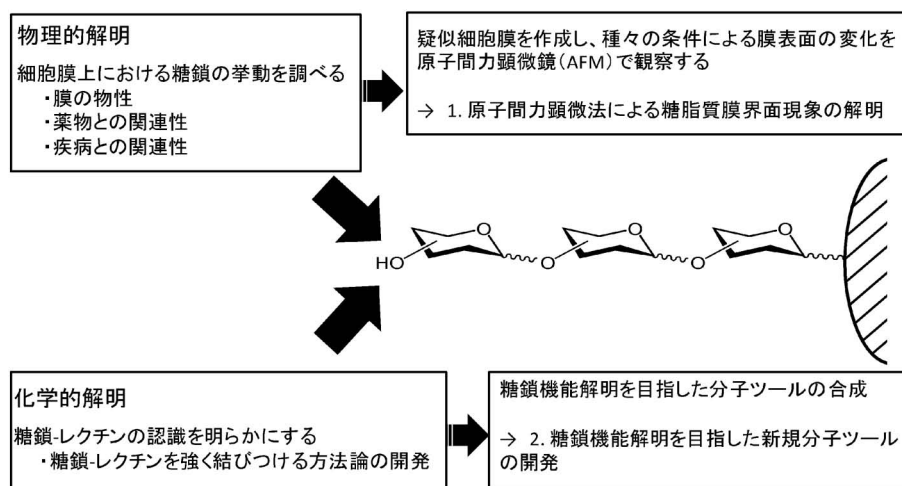 物理的解明
細胞膜上における糖鎖の挙動を調べる
・膜の物性
・薬物との関連性
・疾病との関連性
疑似細胞膜を作成し、種々の条件による膜表面の変化を
原子間力顕微鏡(AFM)で観察する
→ 1. 原子間力顕微法による糖脂質膜界面現象の解明
O
O
O
HO
O
O
化学的解明
糖鎖-レクチンの認識を明らかにする
・糖鎖-レクチンを強く結びつける方法論の開発
糖鎖機能解明を目指した分子ツールの合成
→ 2. 糖鎖機能解明を目指した新規分子ツール
の開発